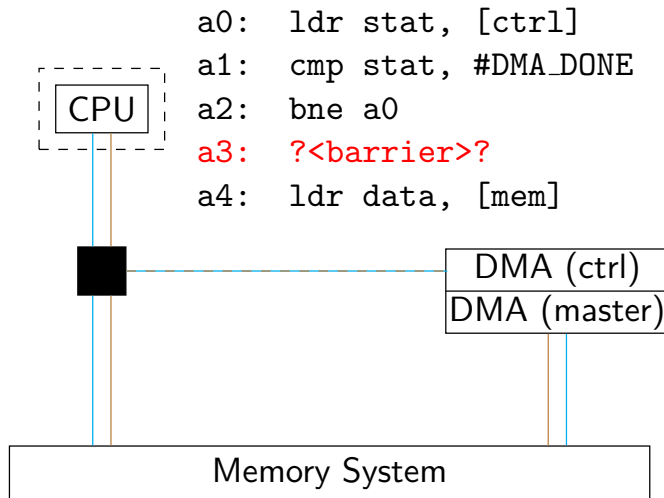 a0: ldr stat, [ctrl]
a1: cmp stat, #DMA_DONE
a2: bne a0
a3: ?<barrier>?
a4: ldr data, [mem]
CPU
DMA (ctrl)
DMA (master)
Memory System